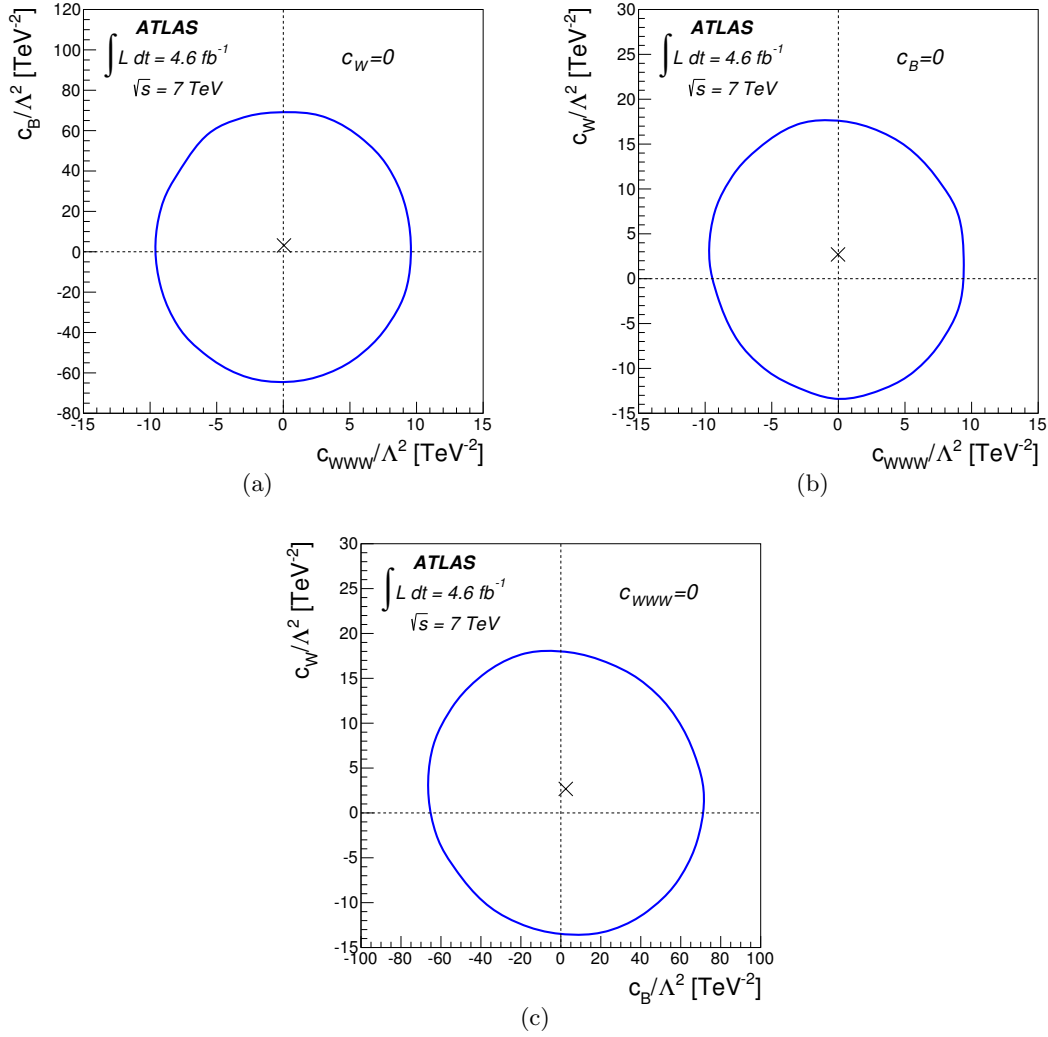 ATLAS
∫ L dt = 4.6 fb⁻¹
√s = 7 TeV
c_W=0
c_B/Λ² [TeV⁻²]
120
100
80
60
40
20
0
-20
-40
-60
-80
-15 -10 -5 0 5 10 15
c_WWW/Λ² [TeV⁻²]
(a)
ATLAS
∫ L dt = 4.6 fb⁻¹
√s = 7 TeV
c_B=0
c_W/Λ² [TeV⁻²]
30
25
20
15
10
5
0
-5
-10
-15
-15 -10 -5 0 5 10 15
c_WWW/Λ² [TeV⁻²]
(b)
ATLAS
∫ L dt = 4.6 fb⁻¹
√s = 7 TeV
c_WWW=0
c_W/Λ² [TeV⁻²]
30
25
20
15
10
5
0
-5
-10
-15
-100 -80 -60 -40 -20 0 20 40 60 80 100
c_B/Λ² [TeV⁻²]
(c)